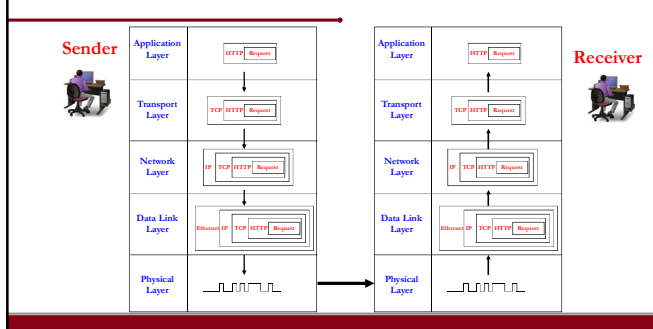 Sender
Application
Layer
HTTP Request
Transport
Layer
TCP HTTP Request
Network
Layer
IP TCP HTTP Request
Data Link
Layer
Ethernet IP TCP HTTP Request
Physical
Layer
Application
Layer
HTTP Request
Transport
Layer
TCP HTTP Request
Network
Layer
IP TCP HTTP Request
Data Link
Layer
Ethernet IP TCP HTTP Request
Physical
Layer
Receiver